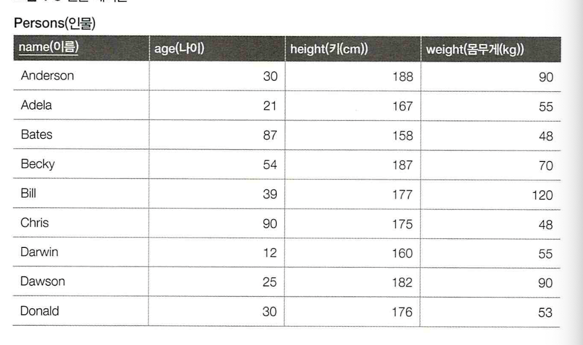 Persons(인물)
name(이름) age(나이) height(키(cm)) weight(몸무게(kg))
Anderson 30 188 90
Adela 21 167 55
Bates 87 158 48
Becky 54 187 70
Bill 39 177 120
Chris 90 175 48
Darwin 12 160 55
Dawson 25 182 90
Donald 30 176 53